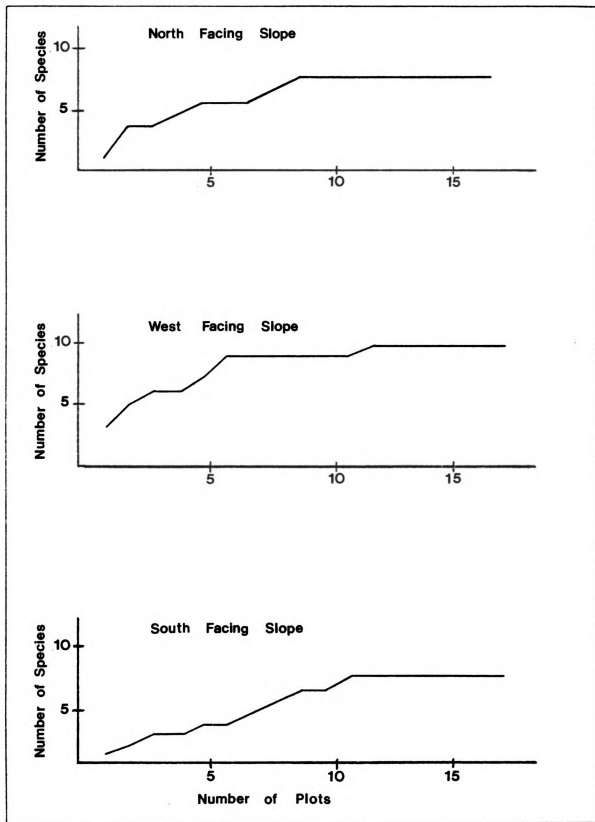 North Facing Slope
Number of Species
10
5
5 10 15
West Facing Slope
Number of Species
10
5
5 10 15
South Facing Slope
Number of Species
10
5
5 10 15
Number of Plots